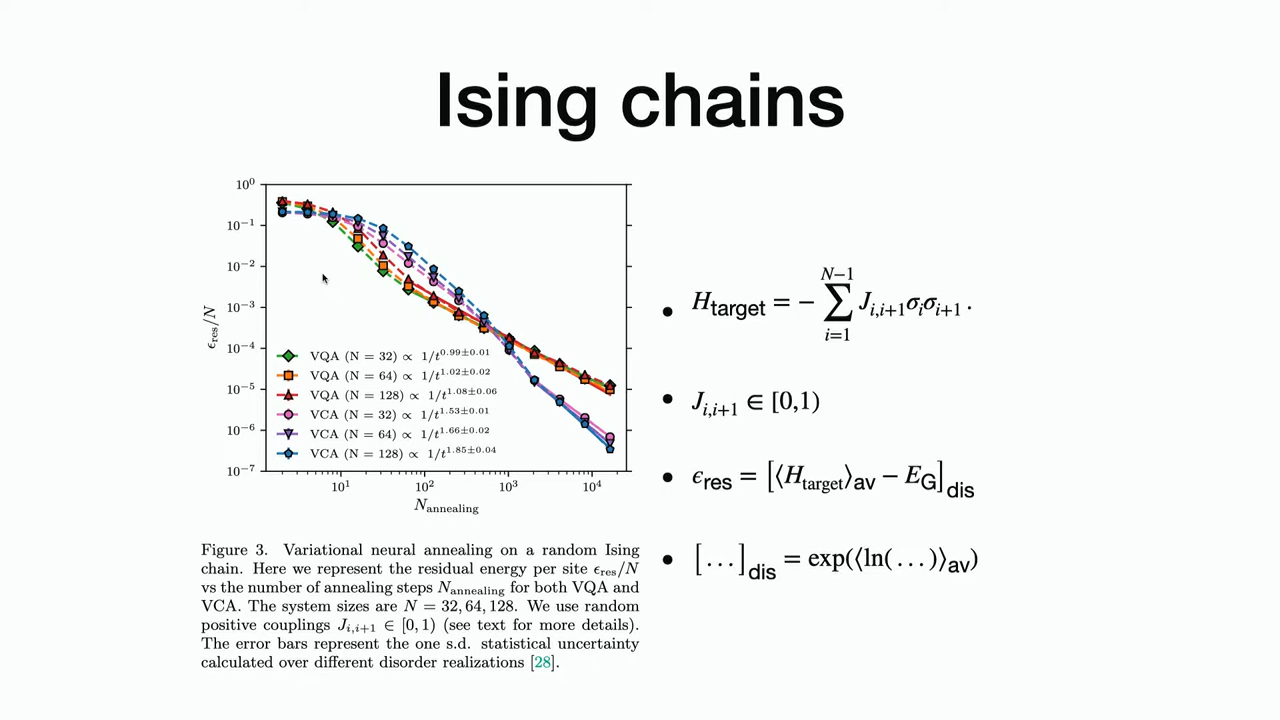 Ising chains
10⁰
10⁻¹
10⁻²
10⁻³
10⁻⁴
10⁻⁵
10⁻⁶
10⁻⁷
ϵ_res/N
VQA (N = 32) ∝ 1/t^0.99±0.01
VQA (N = 64) ∝ 1/t^1.02±0.02
VQA (N = 128) ∝ 1/t^1.08±0.06
VCA (N = 32) ∝ 1/t^1.53±0.01
VCA (N = 64) ∝ 1/t^1.66±0.02
VCA (N = 128) ∝ 1/t^1.85±0.04
10¹ 10² 10³ 10⁴
N_annealing
Figure 3. Variational neural annealing on a random Ising
chain. Here we represent the residual energy per site ϵ_res/N
vs the number of annealing steps N_annealing for both VQA and
VCA. The system sizes are N = 32, 64, 128. We use random
positive couplings J_{i,i+1} ∈ [0, 1) (see text for more details).
The error bars represent the one s.d. statistical uncertainty
calculated over different disorder realizations [28].
• H_target = − ∑_{i=1}^{N−1} J_{i,i+1}σ_iσ_{i+1} .
• J_{i,i+1} ∈ [0,1)
• ϵ_res = [⟨H_target⟩_av − E_G]_dis
• [...]_dis = exp(⟨ln(...)⟩_av)